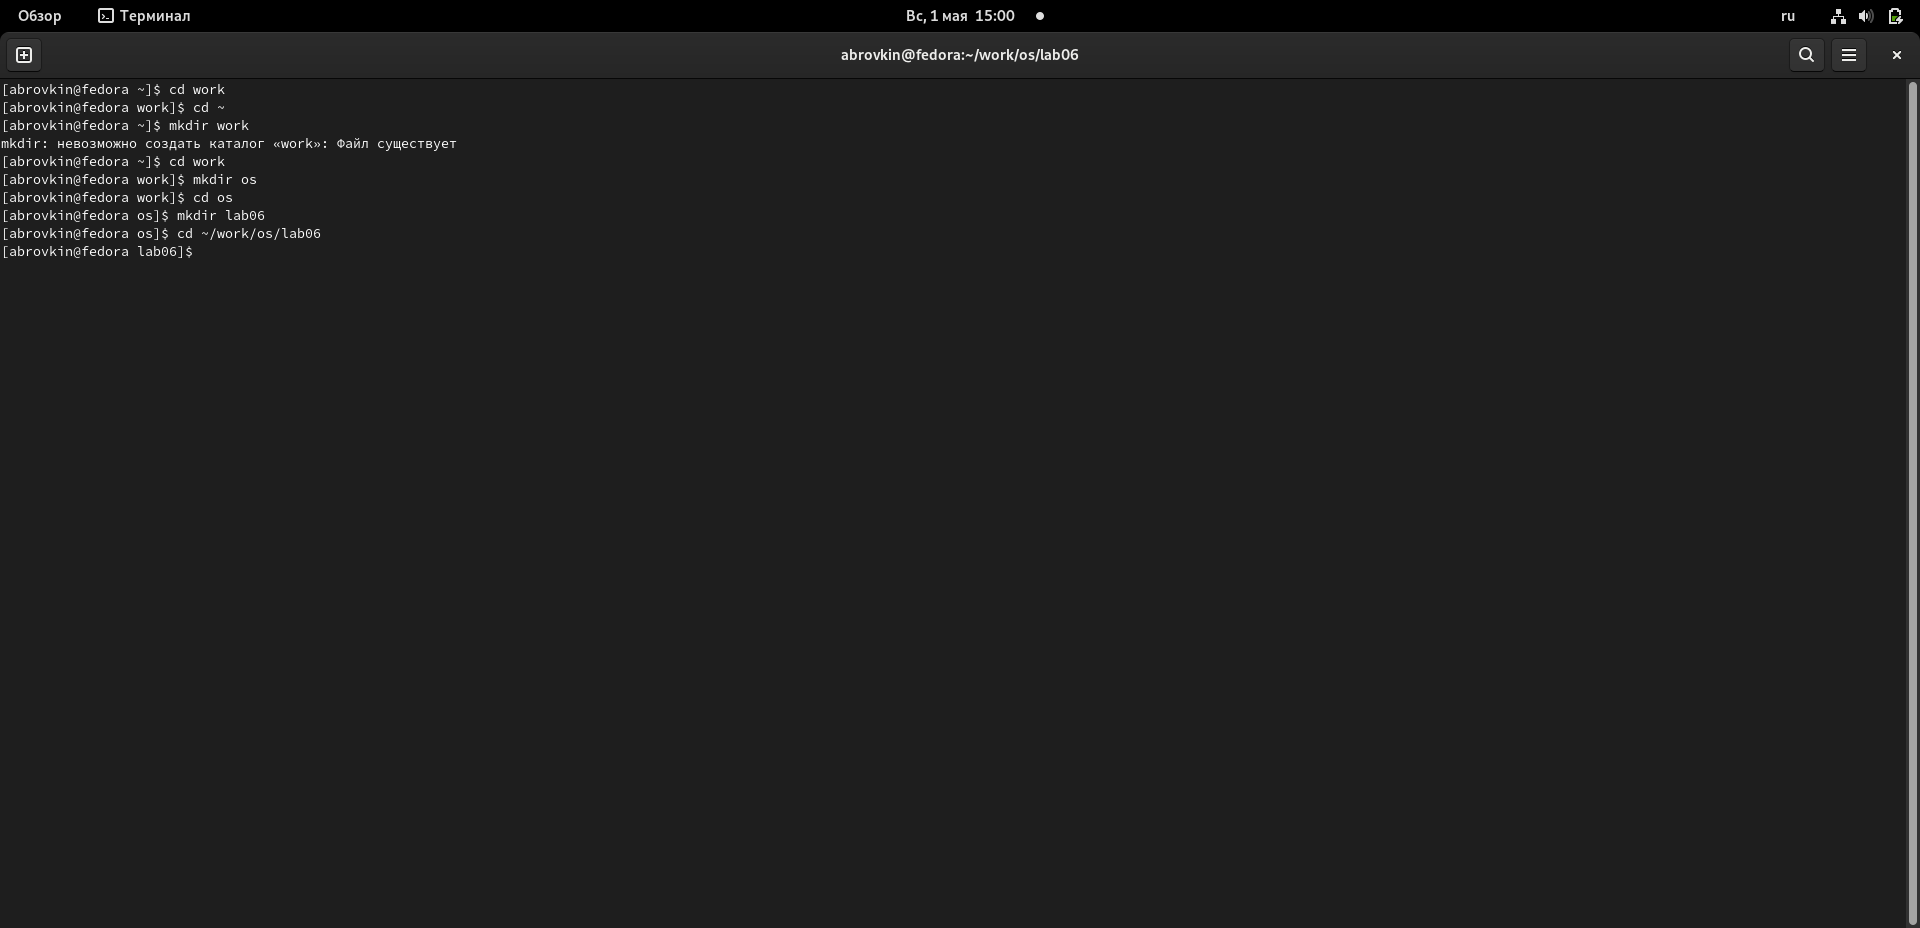 Обзор Терминал Вс, 1 мая 15:00 ru
abrovkin@fedora:~/work/os/lab06
[abrovkin@fedora ~]$ cd work
[abrovkin@fedora work]$ cd ~
[abrovkin@fedora ~]$ mkdir work
mkdir: невозможно создать каталог «work»: Файл существует
[abrovkin@fedora ~]$ cd work
[abrovkin@fedora work]$ mkdir os
[abrovkin@fedora work]$ cd os
[abrovkin@fedora os]$ mkdir lab06
[abrovkin@fedora os]$ cd ~/work/os/lab06
[abrovkin@fedora lab06]$